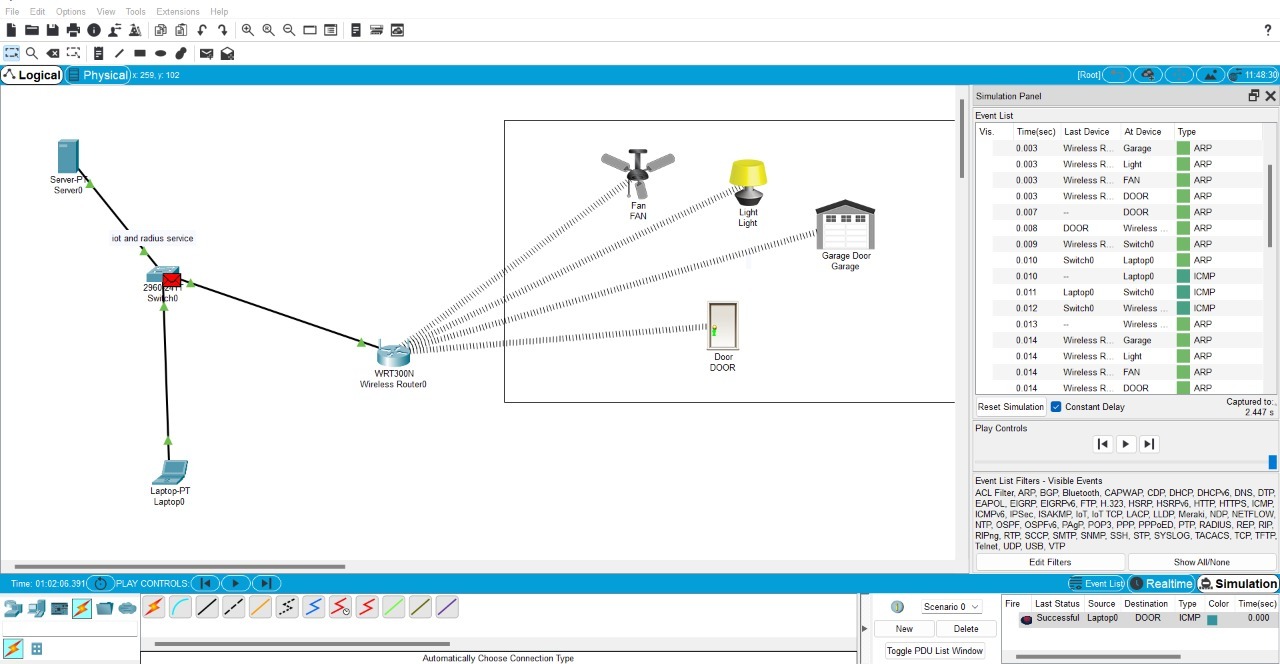 File Edit Options View Tools Extensions Help
?
Logical Physical x: 259, y: 102 [Root] 11:48:30
Server-PT
Server0
iot and radius service
Switch0
Laptop-PT
Laptop0
WRT300N
Wireless Router0
Fan
FAN
Light
Light
Garage Door
Garage
Door
DOOR
Simulation Panel
Event List
Vis. Time(sec) Last Device At Device Type
0.003 Wireless R... Garage ARP
0.003 Wireless R... Light ARP
0.003 Wireless R... FAN ARP
0.003 Wireless R... DOOR ARP
0.007 -- DOOR ARP
0.008 DOOR Wireless ... ARP
0.009 Wireless R... Switch0 ARP
0.010 Switch0 Laptop0 ARP
0.010 -- Laptop0 ICMP
0.011 Laptop0 Switch0 ICMP
0.012 Switch0 Wireless ... ICMP
0.013 -- Wireless ... ARP
0.014 Wireless R... Garage ARP
0.014 Wireless R... Light ARP
0.014 Wireless R... FAN ARP
0.014 Wireless R... DOOR ARP
Reset Simulation Constant Delay Captured to:
2.447 s
Play Controls
Event List Filters - Visible Events
ACL Filter, ARP, BGP, Bluetooth, CAPWAP, CDP, DHCP, DHCPv6, DNS, DTP,
EAPOL, EIGRP, EIGRPv6, FTP, H.323, HSRP, HSRPv6, HTTP, HTTPS, ICMP,
ICMPv6, IPSec, ISAKMP, IoT, IoT TCP, LACP, LLDP, Meraki, NDP, NETFLOW,
NTP, OSPF, OSPFv6, PAgP, POP3, PPP, PPPoED, PTP, RADIUS, REP, RIP,
RIPng, RTP, SCCP, SMTP, SNMP, SSH, STP, SYSLOG, TACACS, TCP, TFTP,
Telnet, UDP, USB, VTP
Edit Filters Show All/None
Time: 01:02:06.391 PLAY CONTROLS: Event List Realtime Simulation
Scenario 0
New Delete
Toggle PDU List Window
Fire Last Status Source Destination Type Color Time(sec)
Successful Laptop0 DOOR ICMP 0.000
Automatically Choose Connection Type